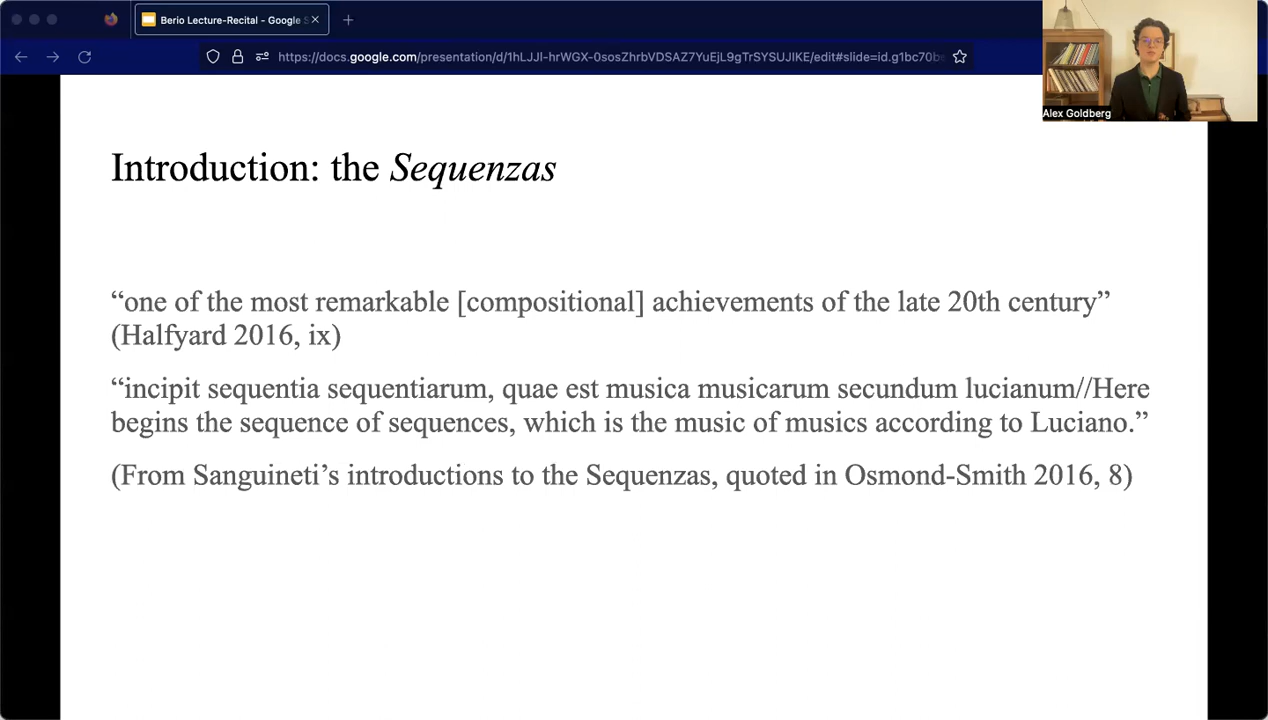 Berio Lecture-Recital - Google
https://docs.google.com/presentation/d/1hLJJl-hrWGX-0sosZhrbVDSAZ7YuEjL9gTrSYSUJIKE/edit#slide=id.g1bc70b
Alex Goldberg
Introduction: the Sequenzas
“one of the most remarkable [compositional] achievements of the late 20th century”
(Halfyard 2016, ix)
“incipit sequentia sequentiarum, quae est musica musicarum secundum lucianum//Here
begins the sequence of sequences, which is the music of musics according to Luciano.”
(From Sanguineti’s introductions to the Sequenzas, quoted in Osmond-Smith 2016, 8)